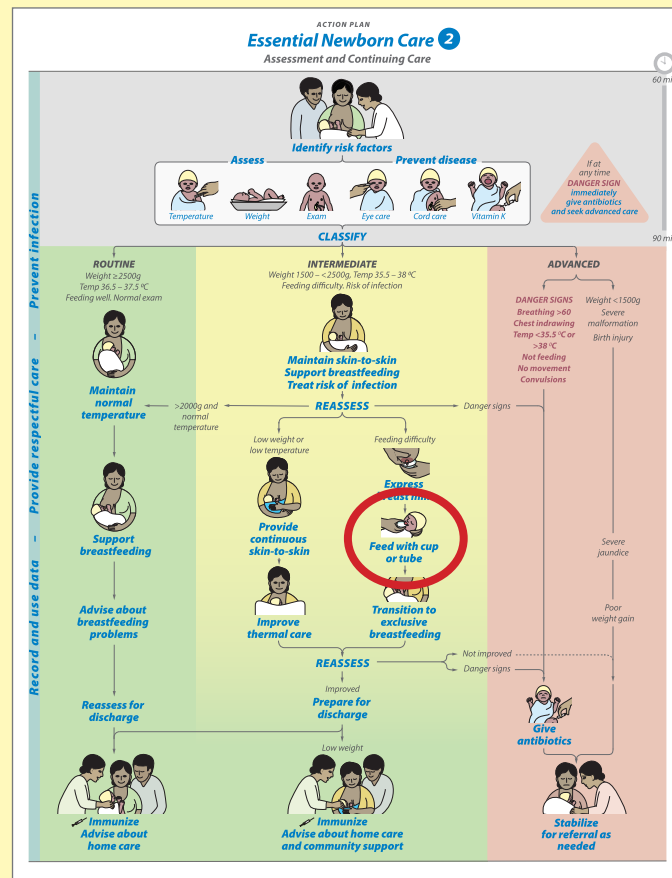 ACTION PLAN
Essential Newborn Care 2
Assessment and Continuing Care
60 mi
Identify risk factors
Assess
Prevent disease
Temperature
Weight
Exam
Eye care
Cord care
Vitamin K
If at
any time
DANGER SIGN
immediately
give antibiotics
and seek advanced care
CLASSIFY
90 mi
Prevent infection
–
Provide respectful care
–
Record and use data
ROUTINE
Weight ≥2500g
Temp 36.5 – 37.5 ºC
Feeding well. Normal exam
INTERMEDIATE
Weight 1500 – <2500g, Temp 35.5 – 38 ºC
Feeding difficulty. Risk of infection
ADVANCED
DANGER SIGNS
Breathing >60
Chest indrawing
Temp <35.5 ºC or
>38 ºC
Not feeding
No movement
Convulsions
Weight <1500g
Severe
malformation
Birth injury
Maintain
normal
temperature
Maintain skin-to-skin
Support breastfeeding
Treat risk of infection
>2000g and
normal
temperature
REASSESS
Danger signs
Low weight or
low temperature
Feeding difficulty
Express
Support
breastfeeding
Provide
continuous
skin-to-skin
Feed with cup
or tube
Severe
jaundice
Advise about
breastfeeding
problems
Improve
thermal care
Transition to
exclusive
breastfeeding
Poor
weight gain
REASSESS
Not improved
Danger signs
Improved
Reassess for
discharge
Prepare for
discharge
Low weight
Give
antibiotics
Immunize
Advise about
home care
Immunize
Advise about home care
and community support
Stabilize
for referral as
needed